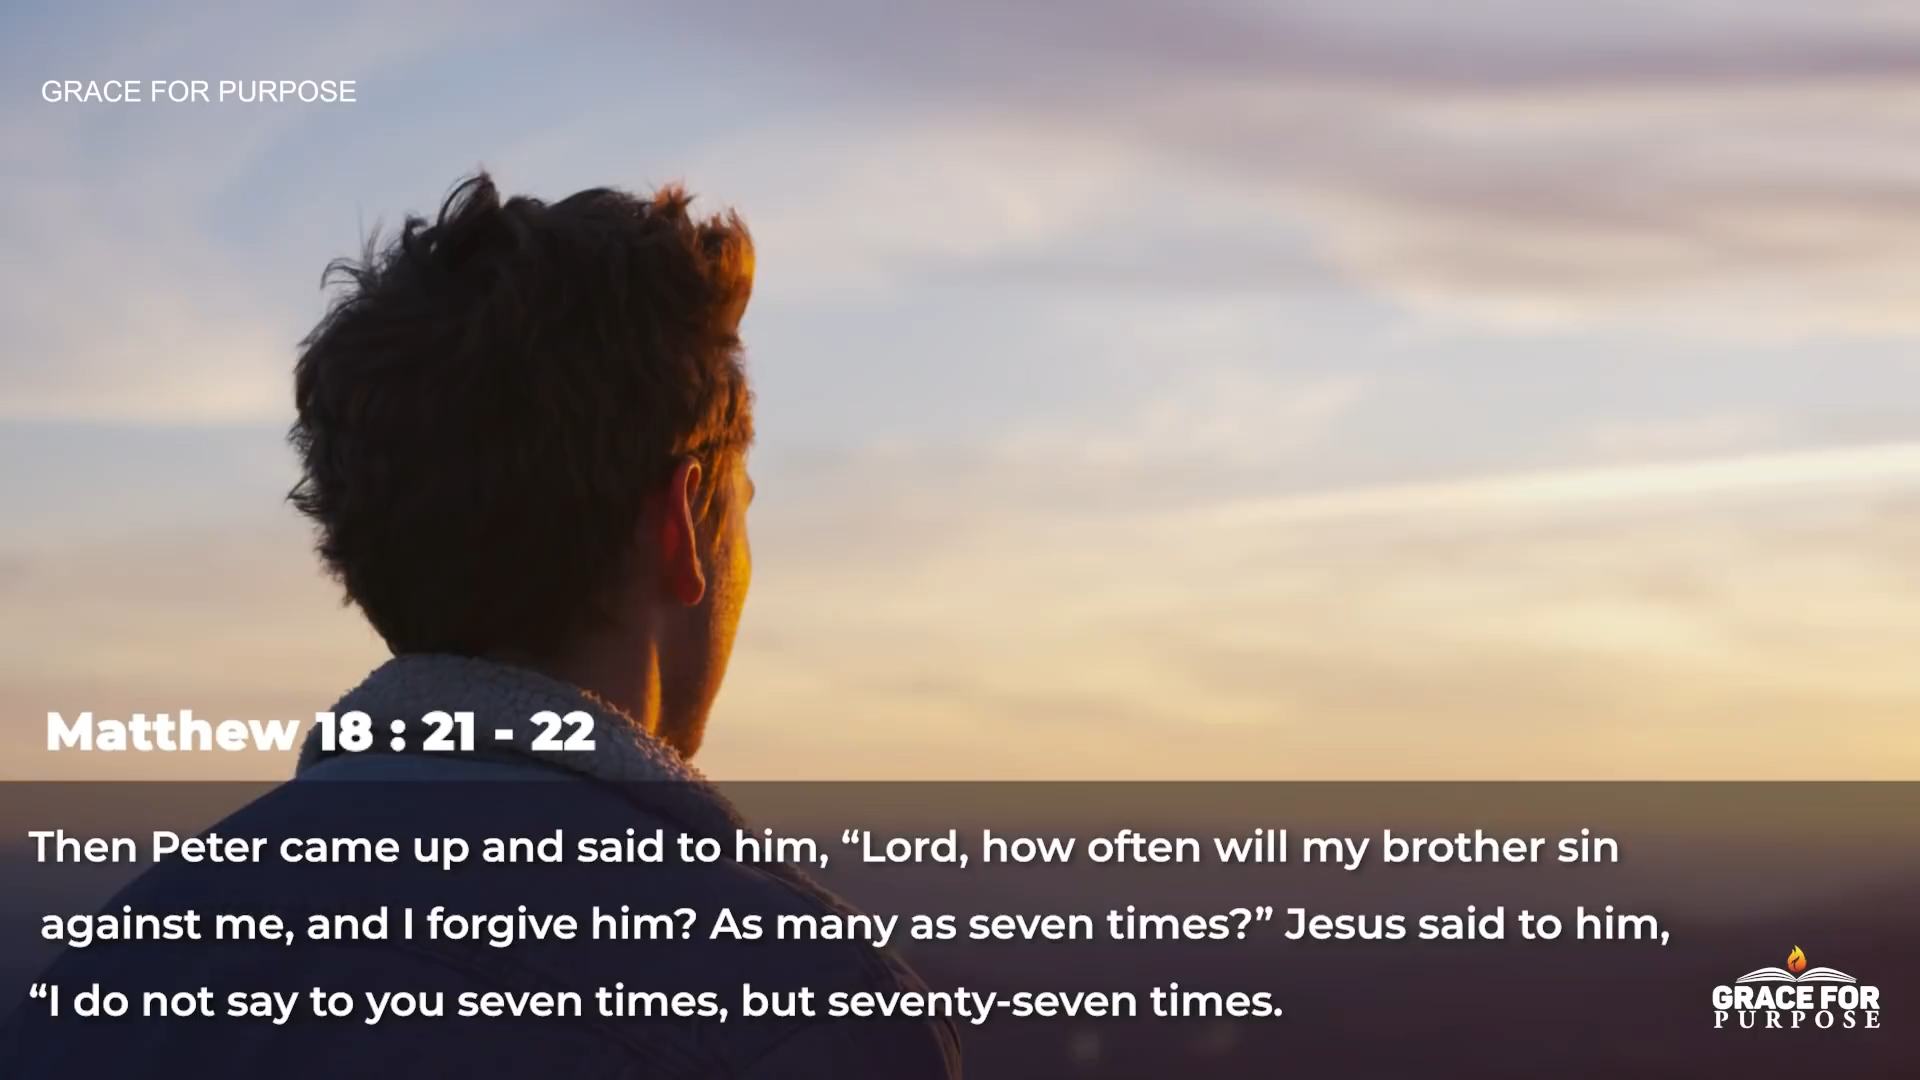 GRACE FOR PURPOSE
Matthew 18 : 21 - 22
Then Peter came up and said to him, “Lord, how often will my brother sin
against me, and I forgive him? As many as seven times?” Jesus said to him,
“I do not say to you seven times, but seventy-seven times.
GRACE FOR
PURPOSE